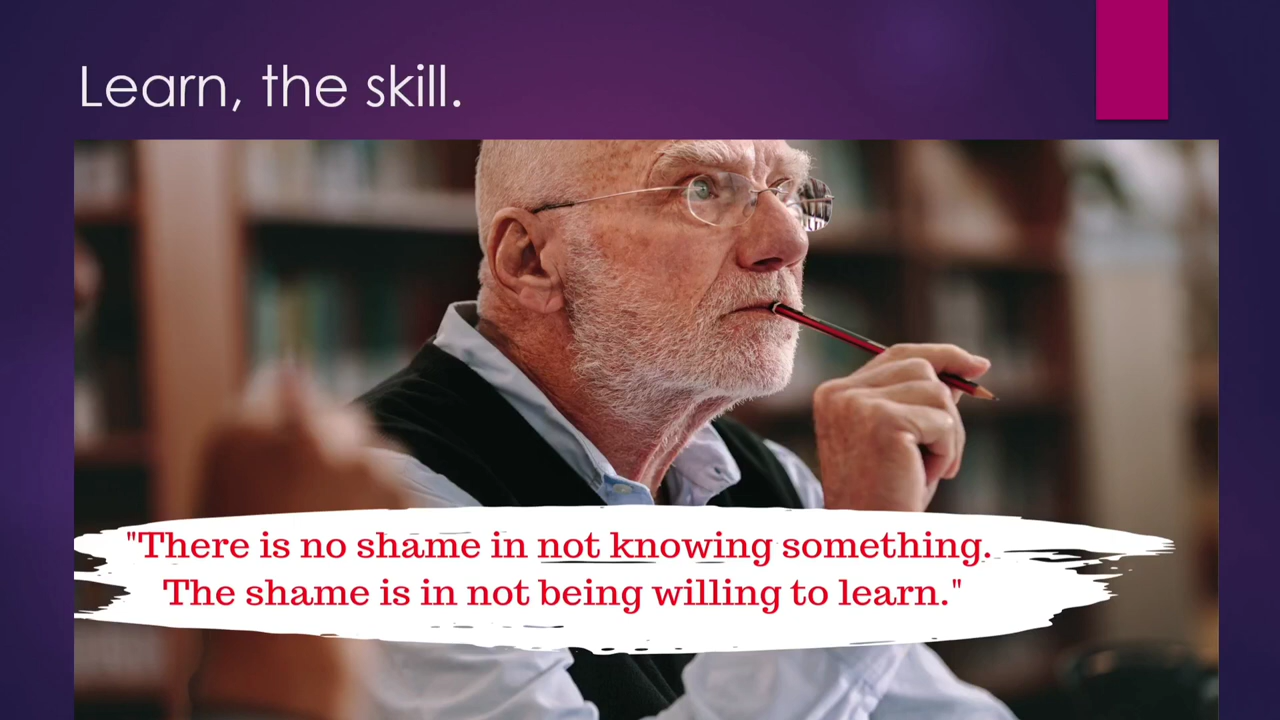 Learn, the skill.
"There is no shame in not knowing something.
The shame is in not being willing to learn."